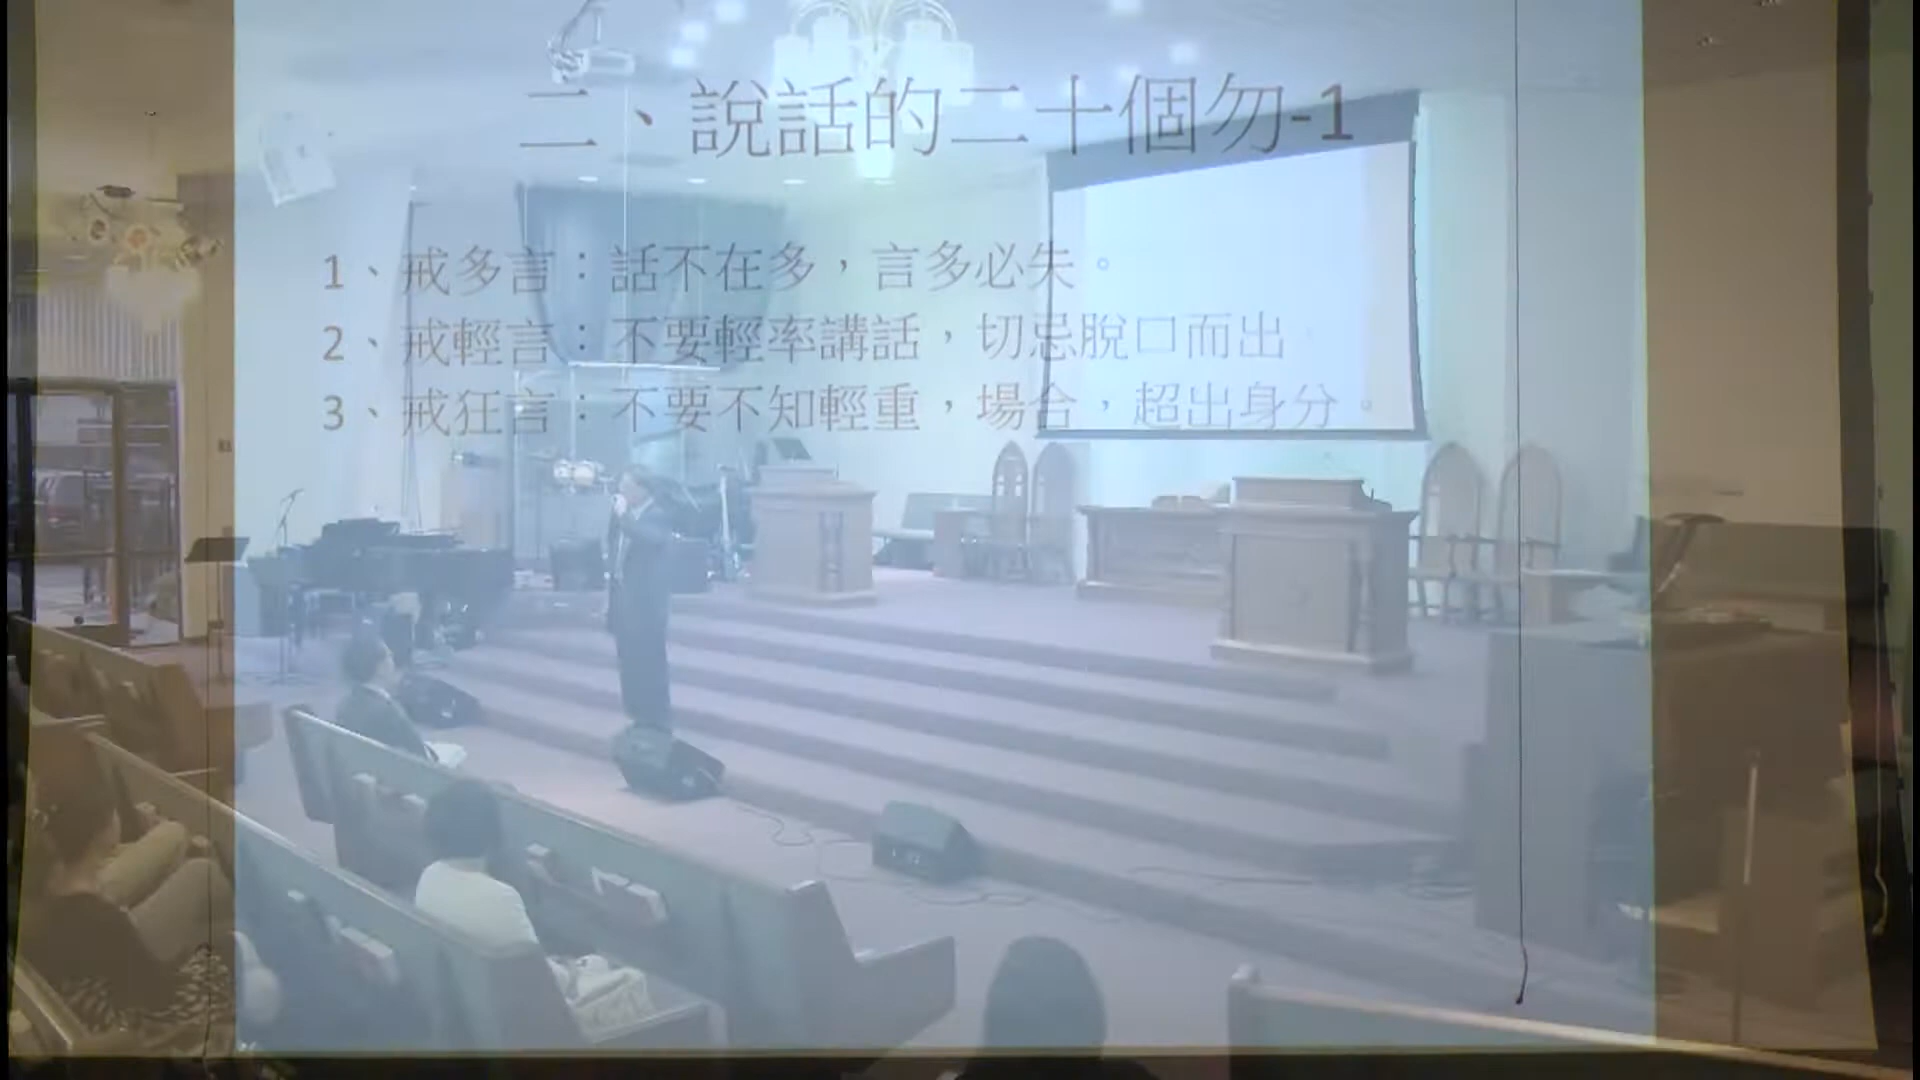 二、說話的二十個勿-1
1、戒多言：話不在多，言多必失。
2、戒輕言：不要輕率講話，切忌脫口而出。
3、戒狂言：不要不知輕重，場合，超出身分。